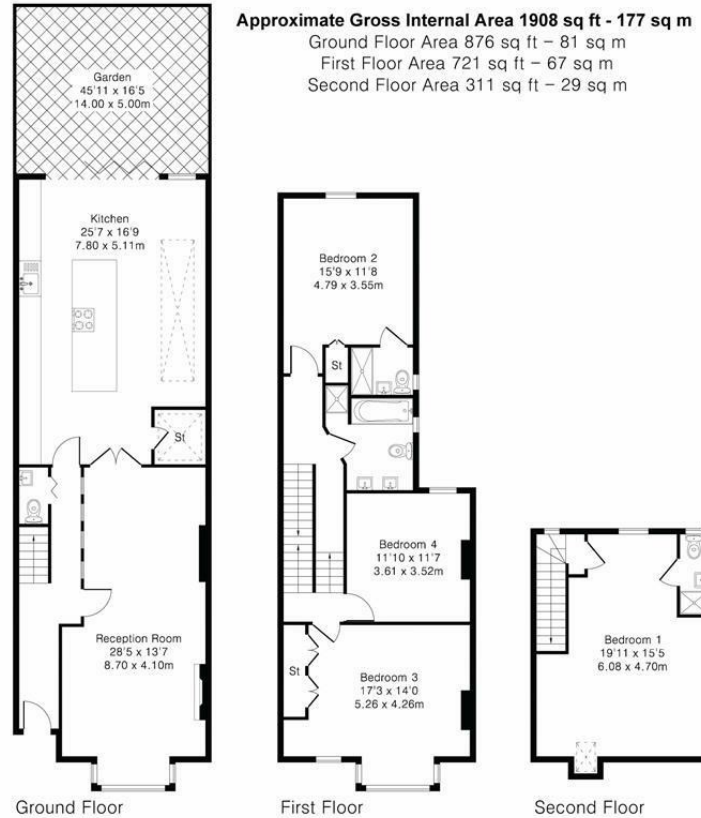 Approximate Gross Internal Area 1908 sq ft - 177 sq m
Ground Floor Area 876 sq ft – 81 sq m
First Floor Area 721 sq ft – 67 sq m
Second Floor Area 311 sq ft – 29 sq m
Garden
45'11 x 16'5
14.00 x 5.00m
Kitchen
25'7 x 16'9
7.80 x 5.11m
St
Reception Room
28'5 x 13'7
8.70 x 4.10m
Ground Floor
Bedroom 2
15'9 x 11'8
4.79 x 3.55m
St
Bedroom 4
11'10 x 11'7
3.61 x 3.52m
St
Bedroom 3
17'3 x 14'0
5.26 x 4.26m
First Floor
Bedroom 1
19'11 x 15'5
6.08 x 4.70m
Second Floor